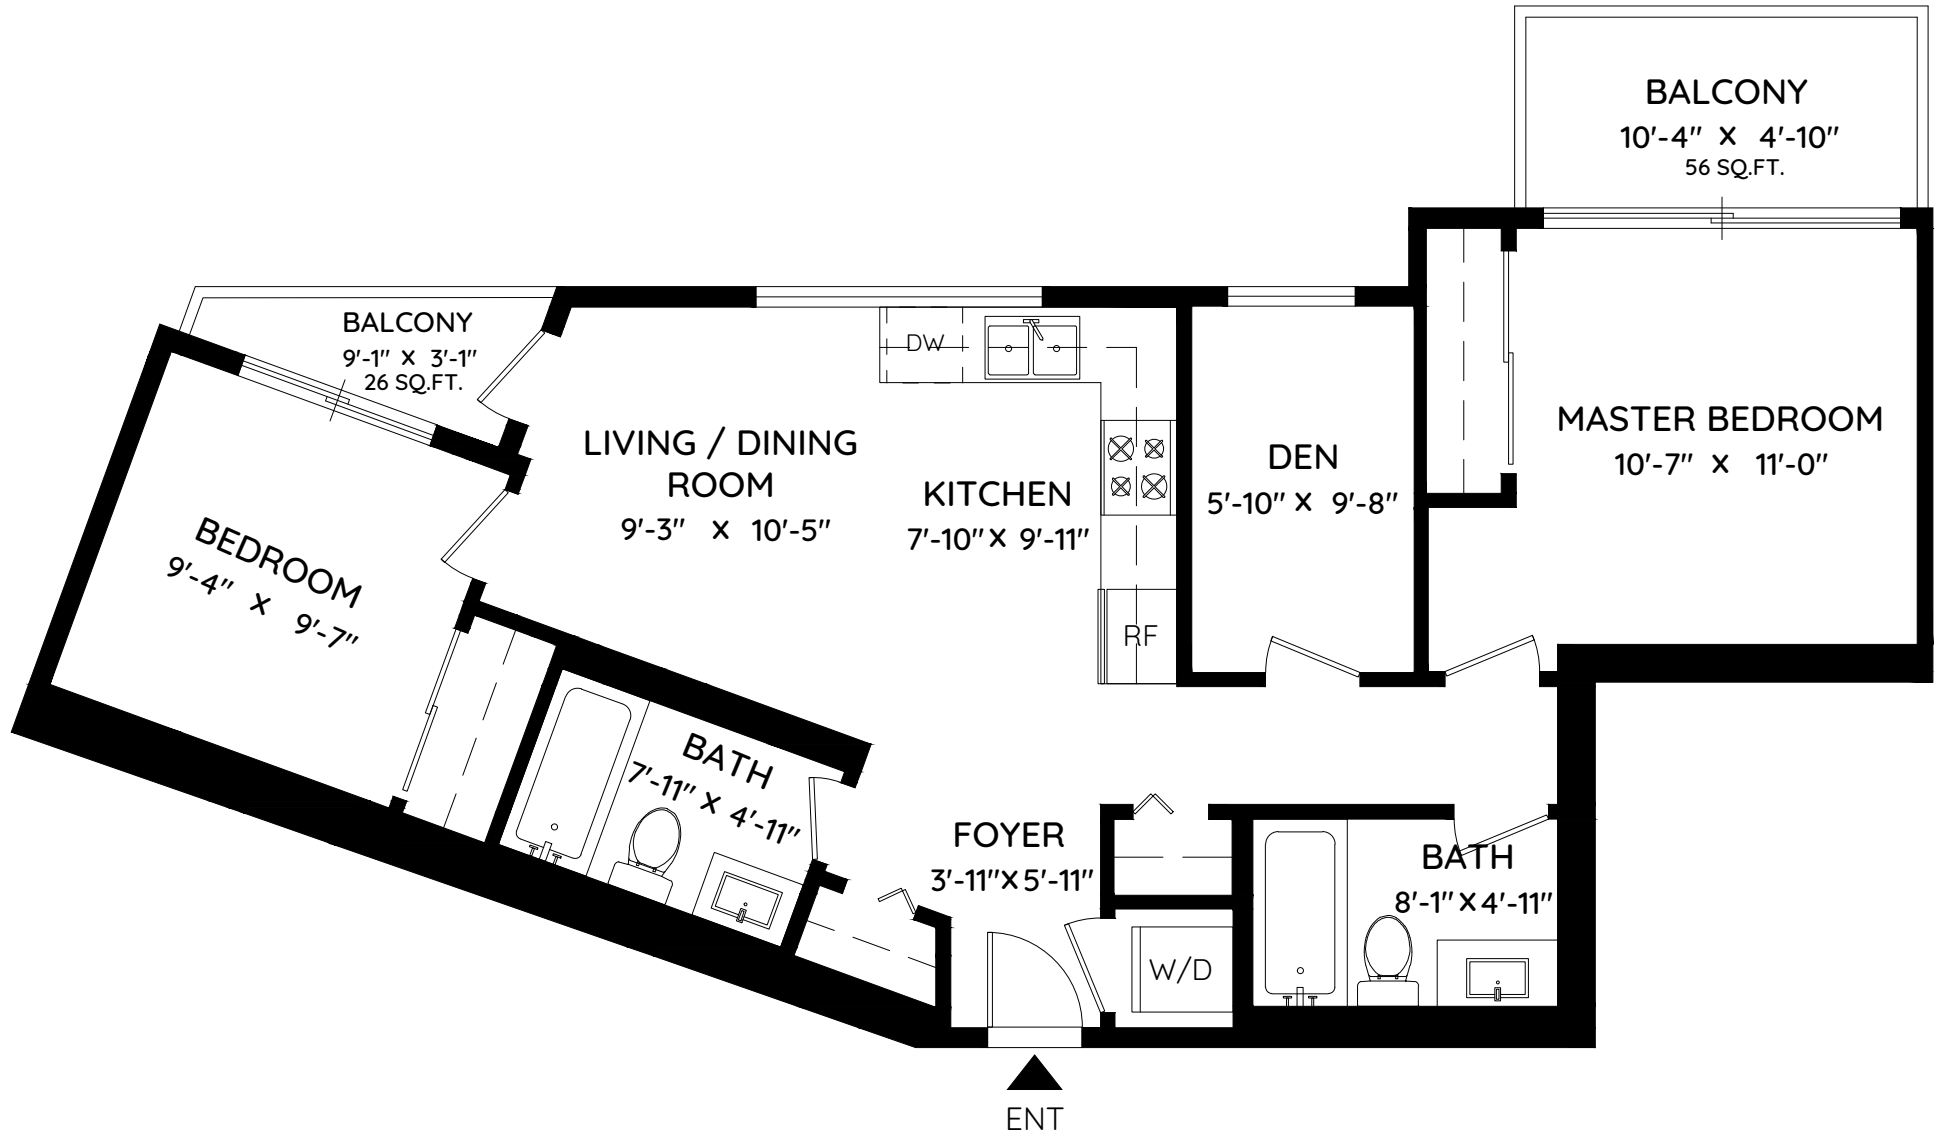 BALCONY
10'-4" X 4'-10"
56 SQ.FT.
BALCONY
9'-1" X 3'-1"
26 SQ.FT.
DW
LIVING / DINING
ROOM
9'-3" X 10'-5"
KITCHEN
7'-10" X 9'-11"
DEN
5'-10" X 9'-8"
MASTER BEDROOM
10'-7" X 11'-0"
BEDROOM
9'-4" X 9'-7"
RF
BATH
7'-11" X 4'-11"
FOYER
3'-11" X 5'-11"
BATH
8'-1" X 4'-11"
W/D
ENT